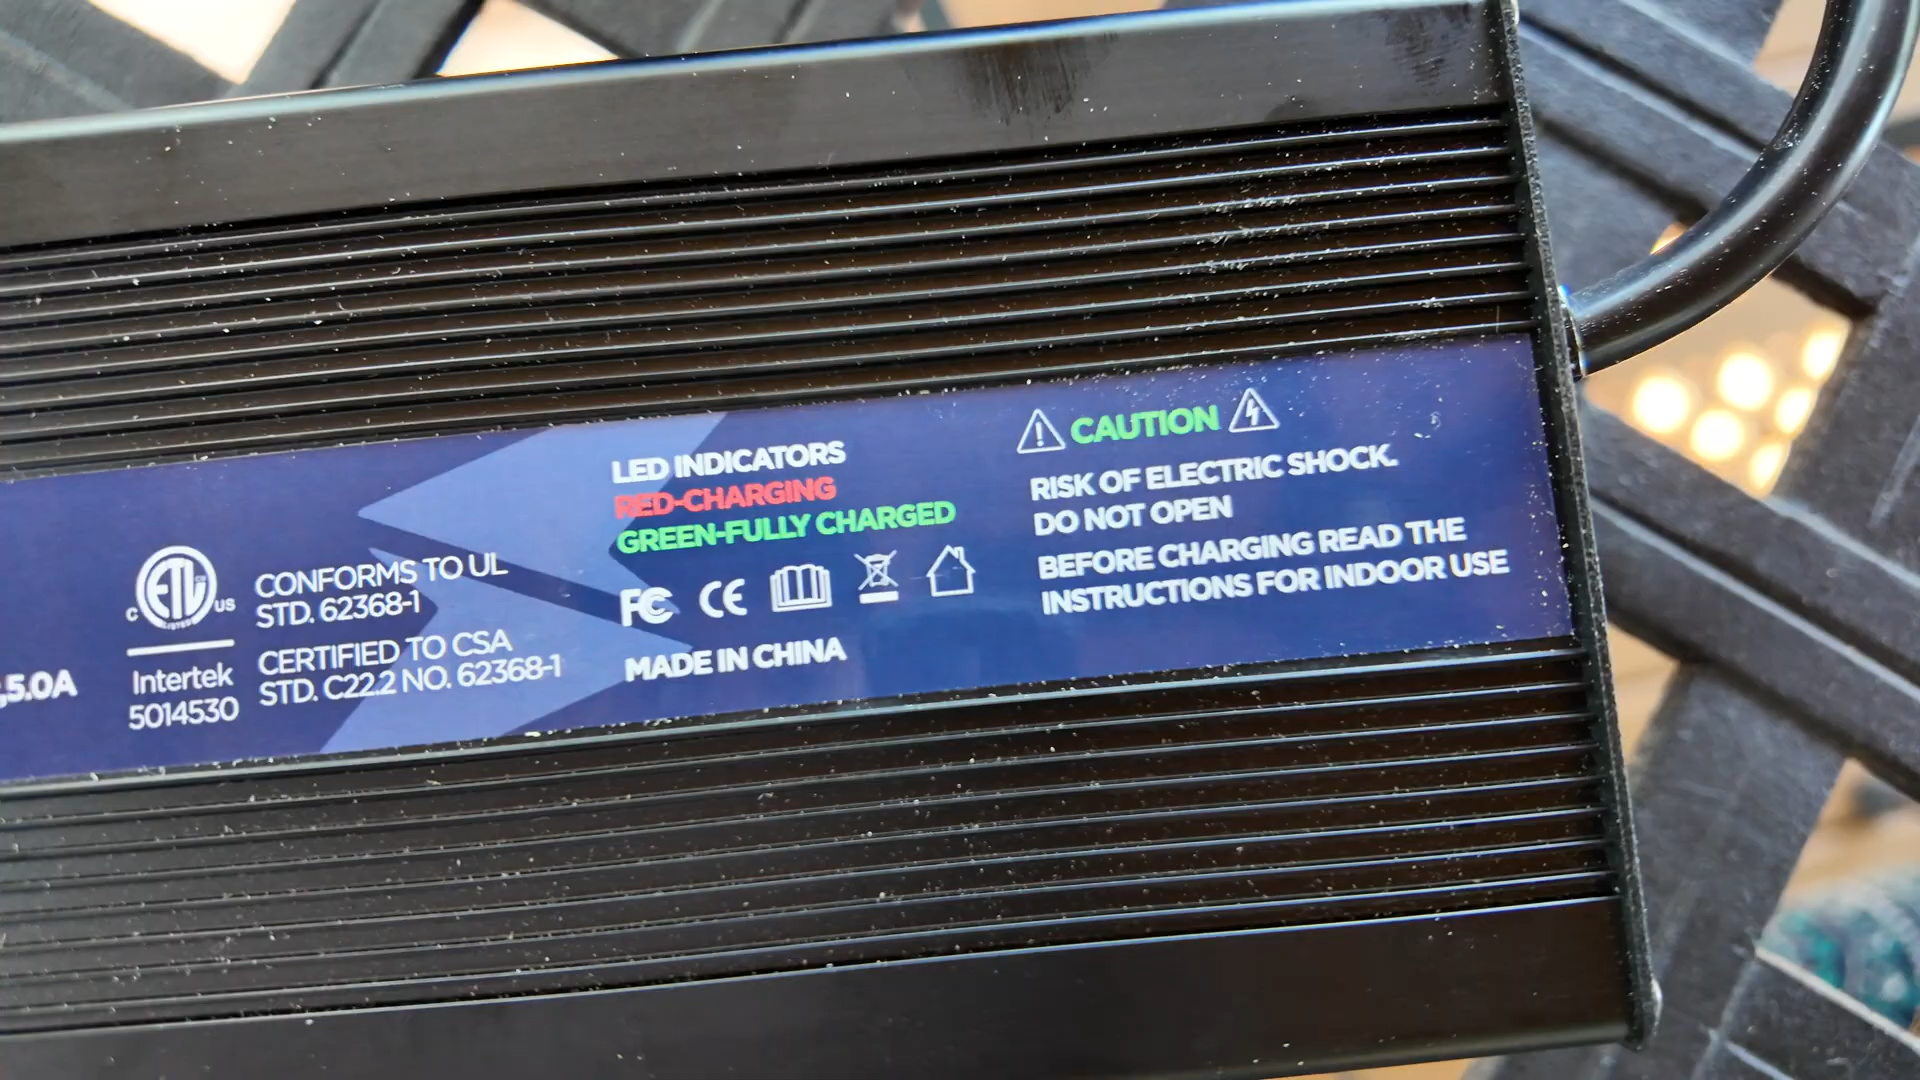 ,5.0A
C ETL US
LISTED
Intertek
5014530
CONFORMS TO UL
STD. 62368-1
CERTIFIED TO CSA
STD. C22.2 NO. 62368-1
LED INDICATORS
RED-CHARGING
GREEN-FULLY CHARGED
FC CE
MADE IN CHINA
CAUTION
RISK OF ELECTRIC SHOCK.
DO NOT OPEN
BEFORE CHARGING READ THE
INSTRUCTIONS FOR INDOOR USE